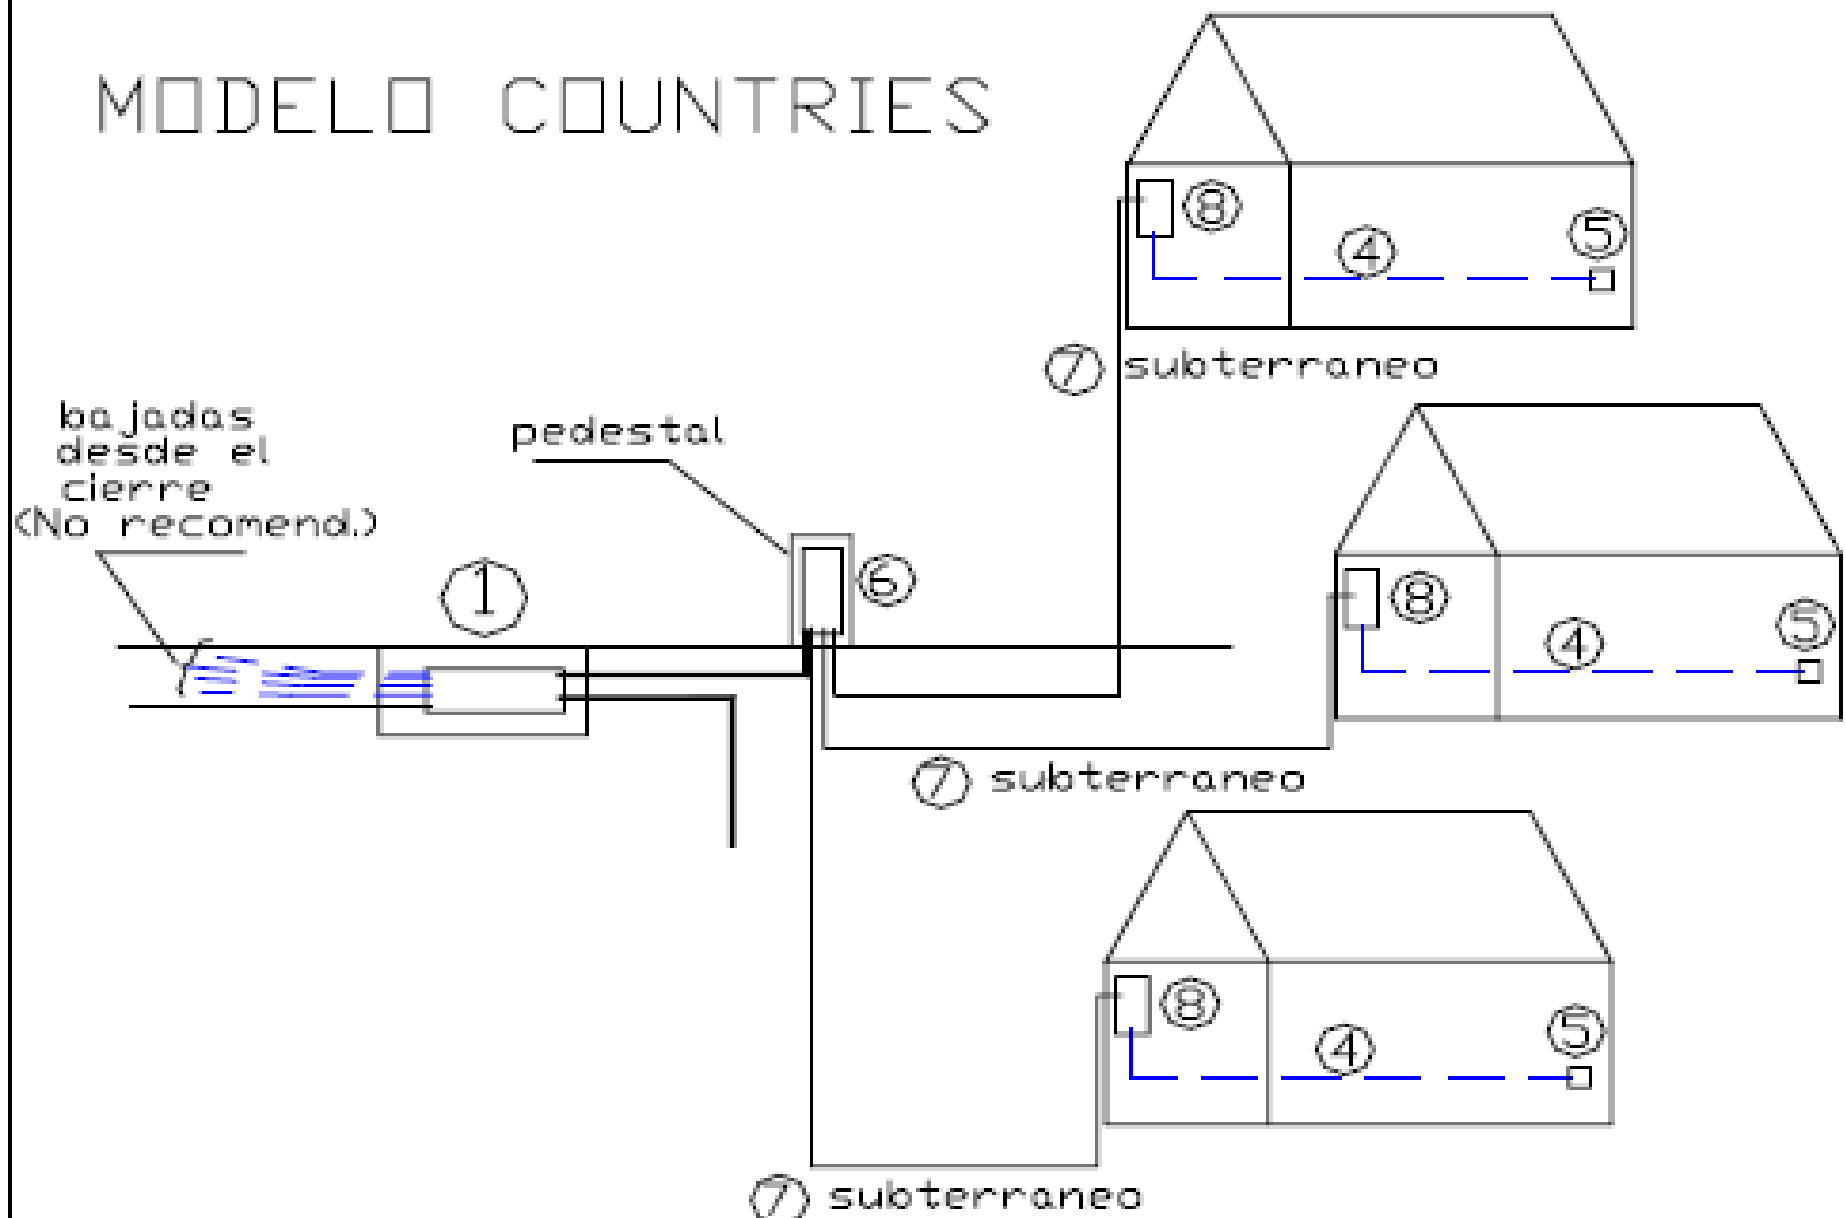 MODELO COUNTRIES
8
4
5
7 subterraneo
bajadas
desde el
cierre
(No recomend.)
pedestal
1
6
8
4
5
7 subterraneo
8
4
5
7 subterraneo